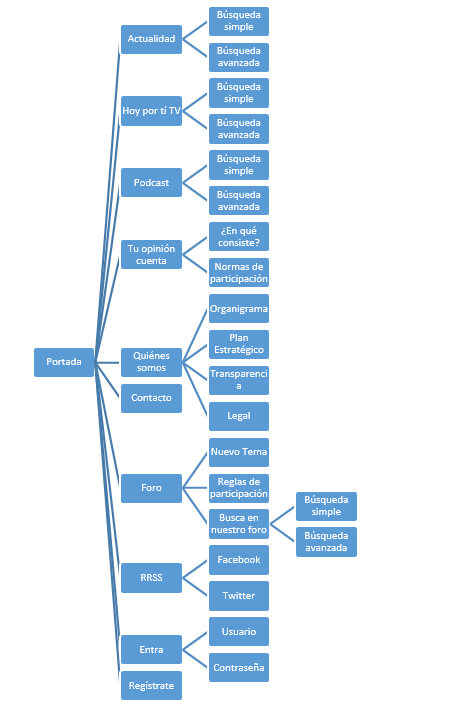 Portada
Actualidad
Búsqueda
simple
Búsqueda
avanzada
Hoy por tí TV
Búsqueda
simple
Búsqueda
avanzada
Podcast
Búsqueda
simple
Búsqueda
avanzada
Tu opinión
cuenta
¿En qué
consiste?
Normas de
participación
Quiénes
somos
Organigrama
Plan
Estratégico
Transparenci
a
Legal
Contacto
Foro
Nuevo Tema
Reglas de
participación
Busca en
nuestro foro
Búsqueda
simple
Búsqueda
avanzada
RRSS
Facebook
Twitter
Entra
Usuario
Contraseña
Regístrate